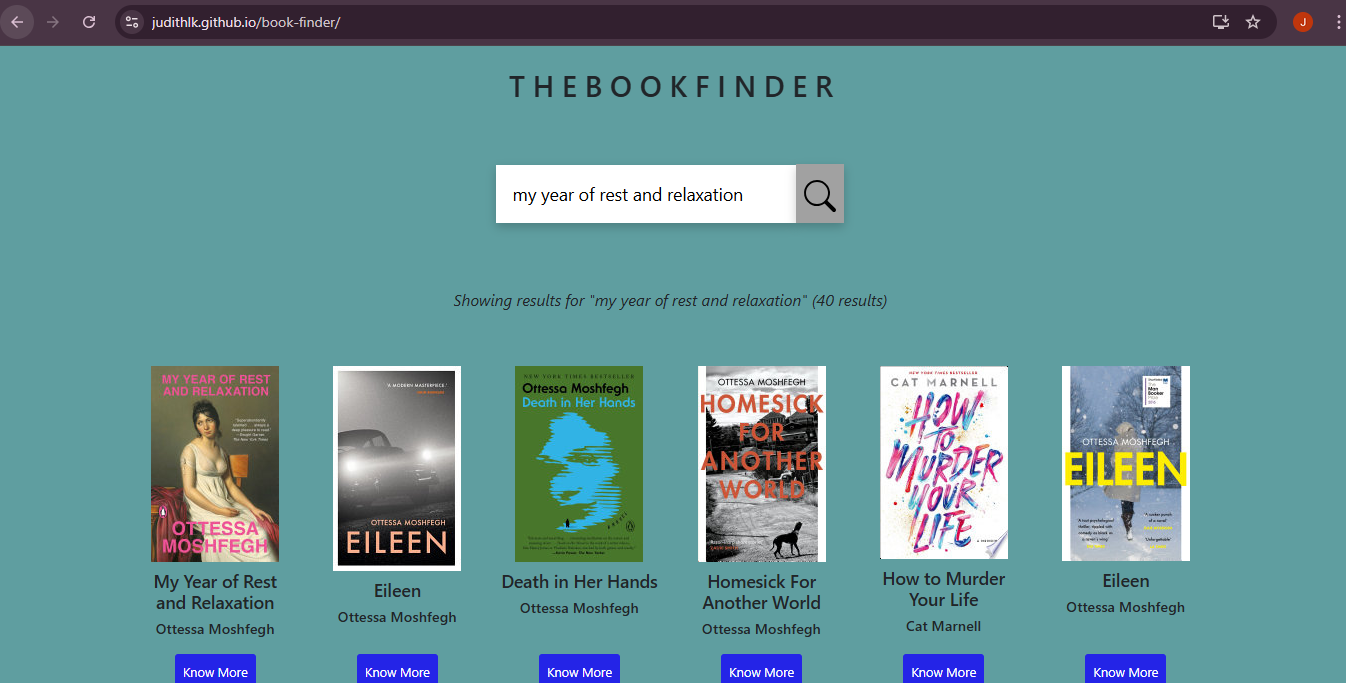 judithlk.github.io/book-finder/
J
THEBOOKFINDER
my year of rest and relaxation
Showing results for "my year of rest and relaxation" (40 results)
MY YEAR OF REST
AND RELAXATION
OTTESSA
MOSHFEGH
'A MODERN MASTERPIECE.'
OTTESSA MOSHFEGH
EILEEN
NEW YORK TIMES BESTSELLER
Ottessa Moshfegh
Death in Her Hands
OTTESSA MOSHFEGH
HOMESICK
FOR
ANOTHER
WORLD
NEW YORK TIMES BESTSELLER
CAT MARNELL
HOW
TO
MURDER
YOUR
LIFE
OTTESSA MOSHFEGH
EILEEN
My Year of Rest
and Relaxation
Ottessa Moshfegh
Know More
Eileen
Ottessa Moshfegh
Know More
Death in Her Hands
Ottessa Moshfegh
Know More
Homesick For
Another World
Ottessa Moshfegh
Know More
How to Murder
Your Life
Cat Marnell
Know More
Eileen
Ottessa Moshfegh
Know More